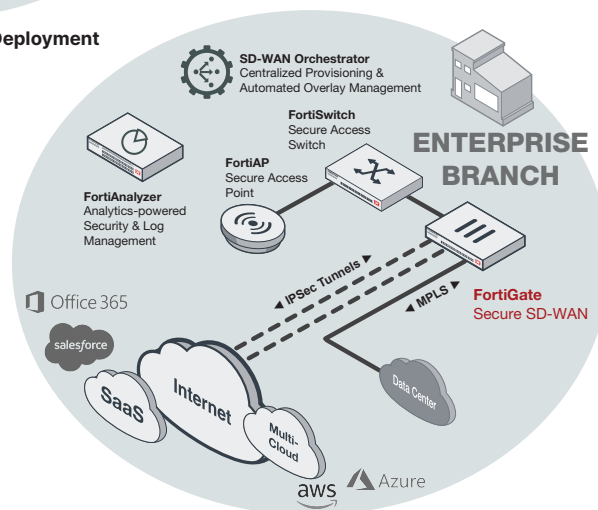 Deployment
SD-WAN Orchestrator
Centralized Provisioning &
Automated Overlay Management
FortiSwitch
Secure Access
Switch
ENTERPRISE
BRANCH
FortiAP
Secure Access
Point
FortiAnalyzer
Analytics-powered
Security & Log
Management
◄ IPSec Tunnels ►
◄ MPLS ►
FortiGate
Secure SD-WAN
Office 365
salesforce
SaaS
Internet
Multi-
Cloud
Data Center
aws
Azure